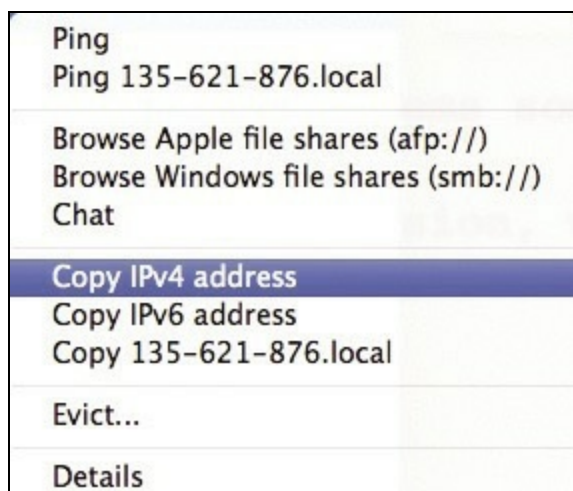 Ping
Ping 135-621-876.local
Browse Apple file shares (afp://)
Browse Windows file shares (smb://)
Chat
Copy IPv4 address
Copy IPv6 address
Copy 135-621-876.local
Evict...
Details